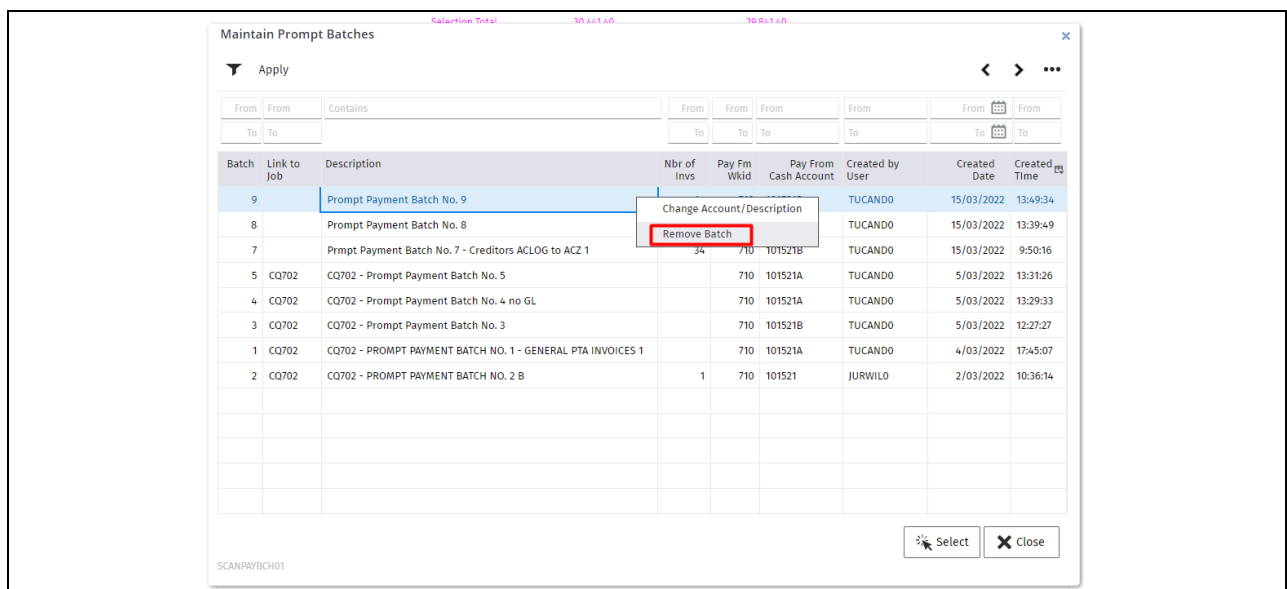 Selection Total 30,441.40 29,841.40
Maintain Prompt Batches ×
Apply
From From Contains From From From From From From
To To To To To To To To
Batch Link to Job Description Nbr of Invs Pay Fm Wkid Pay From Cash Account Created by User Created Date Created Time
9 Prompt Payment Batch No. 9 TUCAND0 15/03/2022 13:49:34
Change Account/Description
8 Prompt Payment Batch No. 8 TUCAND0 15/03/2022 13:39:49
Remove Batch
7 Prmpt Payment Batch No. 7 - Creditors ACLOG to ACZ 1 34 710 101521B TUCAND0 15/03/2022 9:50:16
5 CQ702 CQ702 - Prompt Payment Batch No. 5 710 101521A TUCAND0 5/03/2022 13:31:26
4 CQ702 CQ702 - Prompt Payment Batch No. 4 no GL 710 101521A TUCAND0 5/03/2022 13:29:33
3 CQ702 CQ702 - Prompt Payment Batch No. 3 710 101521B TUCAND0 5/03/2022 12:27:27
1 CQ702 CQ702 - PROMPT PAYMENT BATCH NO. 1 - GENERAL PTA INVOICES 1 710 101521A TUCAND0 4/03/2022 17:45:07
2 CQ702 CQ702 - PROMPT PAYMENT BATCH NO. 2 B 1 710 101521 JURWIL0 2/03/2022 10:36:14
Select Close
SCANPAYBCH01